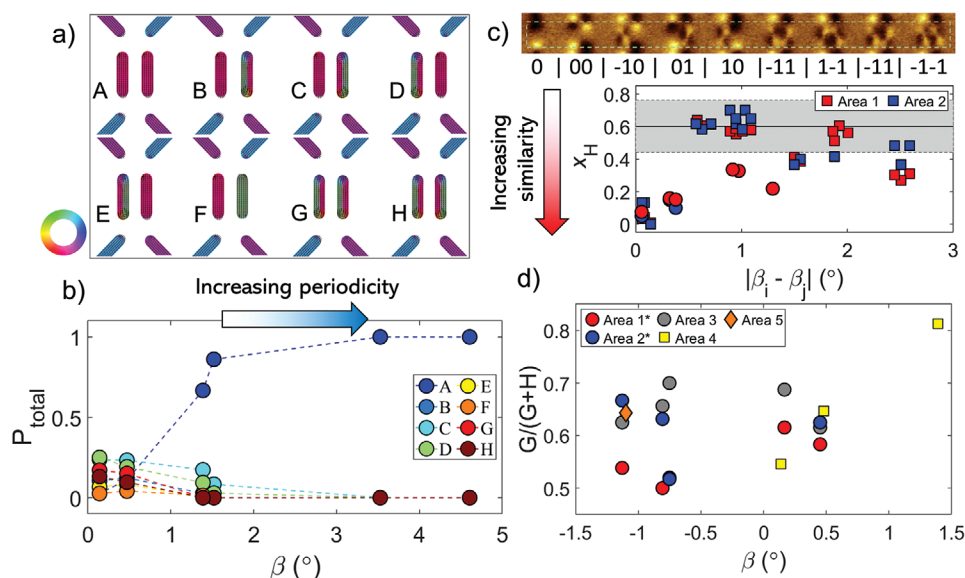 a)
A B C D
E F G H
b)
Increasing periodicity
P_total
1
0.5
0
A E
B F
C G
D H
0 1 2 3 4 5
β (°)
c)
0 | 00 | -10 | 01 | 10 | -11 | 1-1 | -11 | -1-1
Increasing
similarity
x_H
0.8
0.6
0.4
0.2
0
Area 1 Area 2
0 1 2 3
|β_i - β_j| (°)
d)
G/(G+H)
0.8
0.7
0.6
0.5
Area 1* Area 3 Area 5
Area 2* Area 4
-1.5 -1 -0.5 0 0.5 1 1.5
β (°)